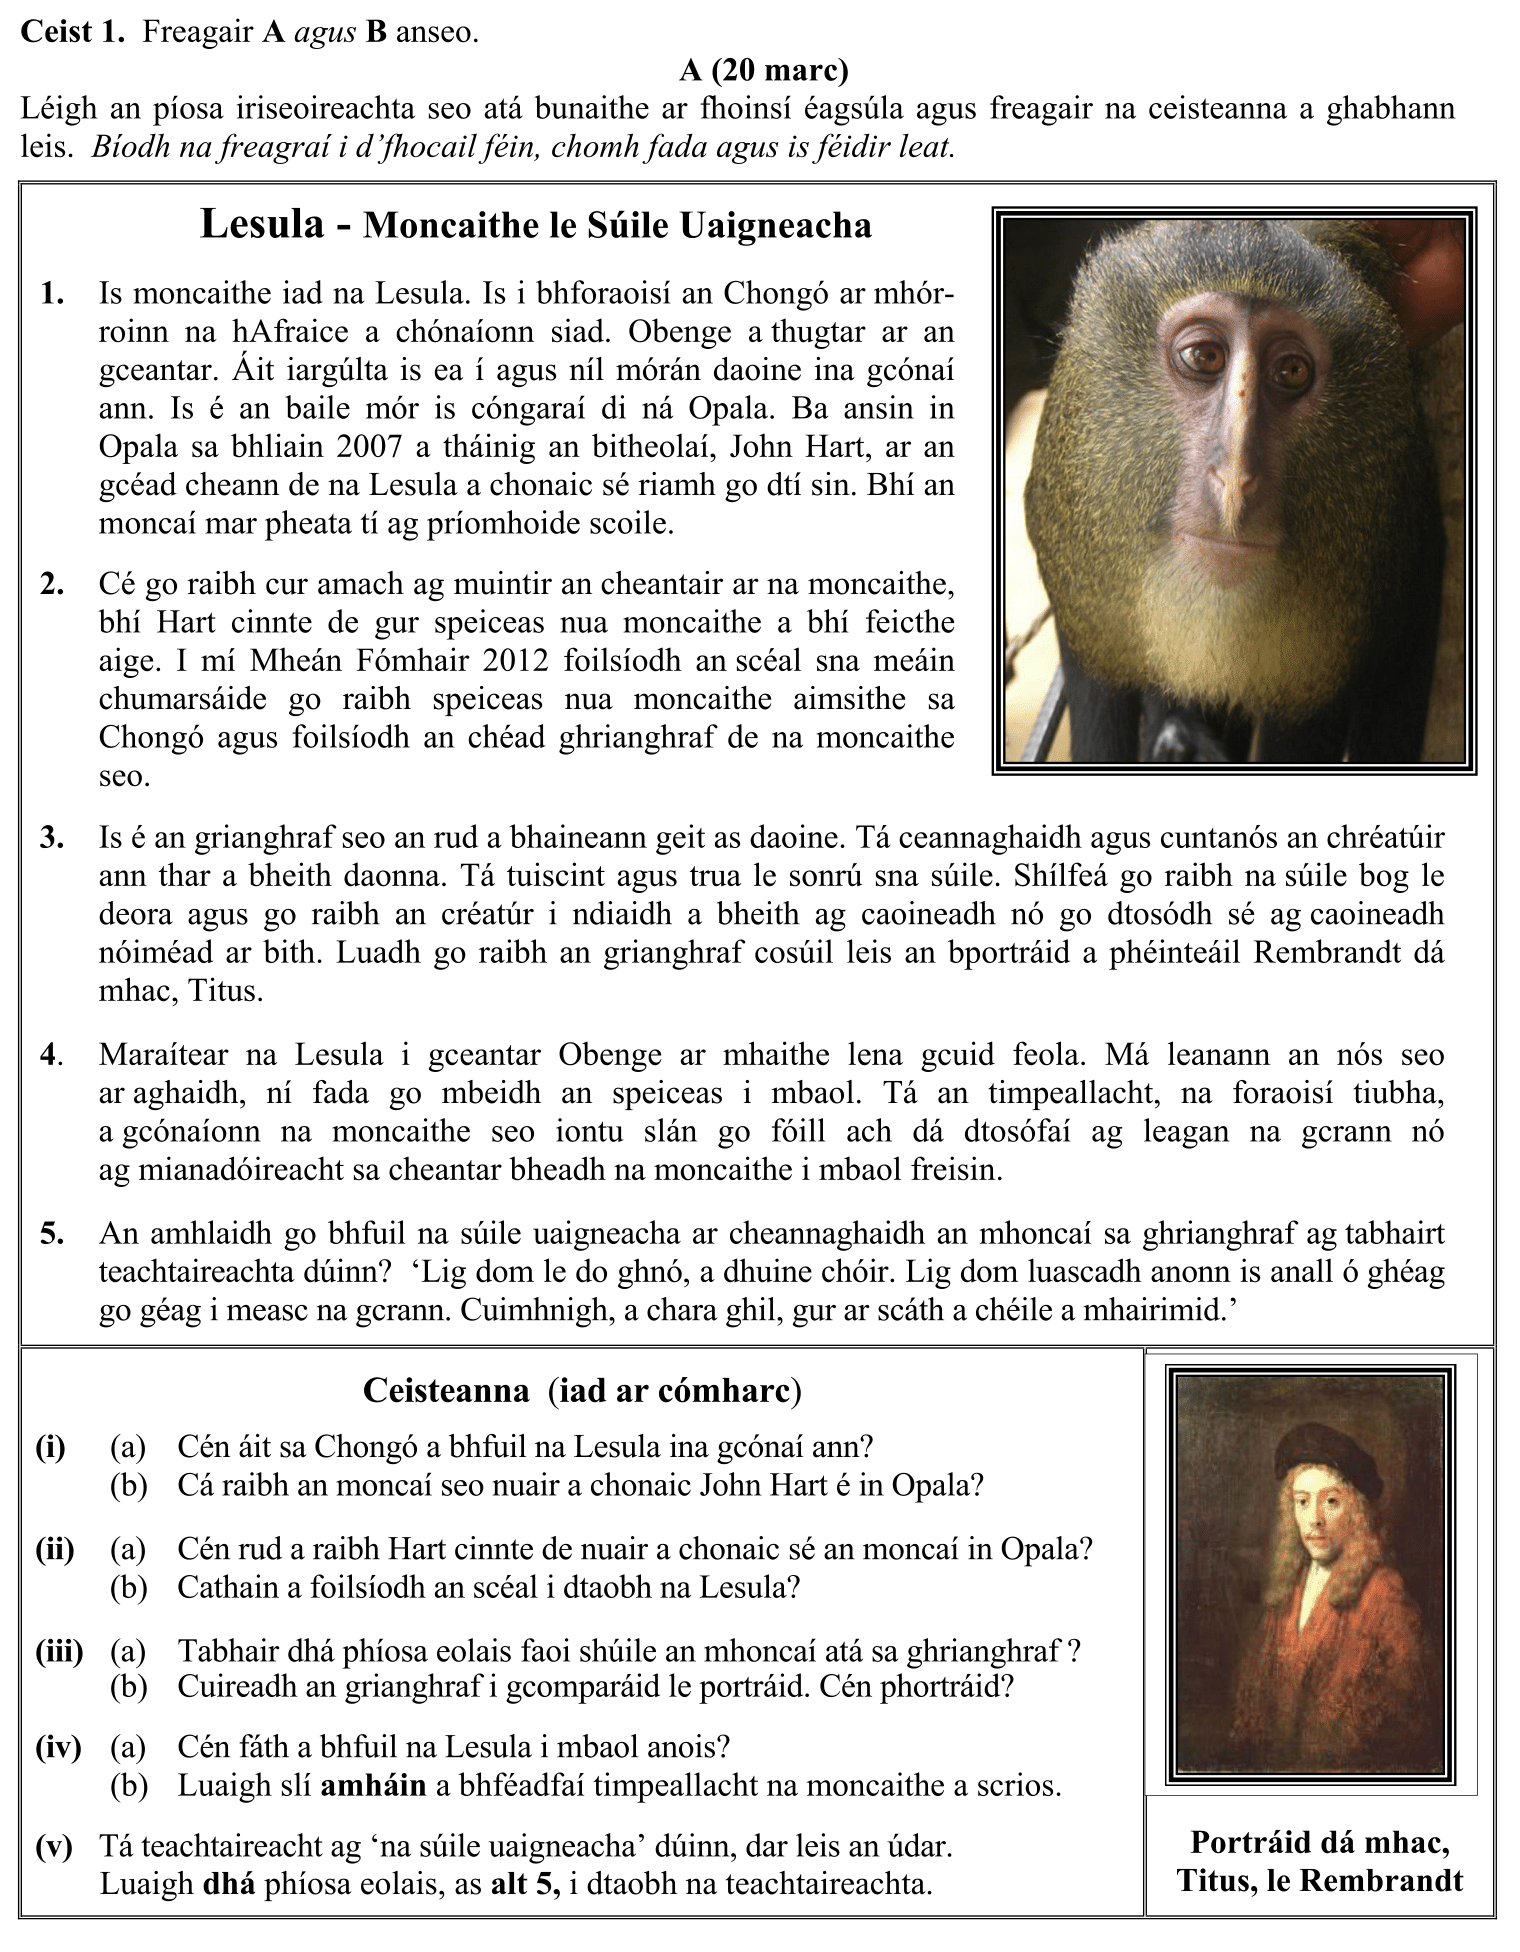 Ceist 1. Freagair A agus B anseo.
A (20 marc)
Léigh an píosa iriseoireachta seo atá bunaithe ar fhoinsí éagsúla agus freagair na ceisteanna a ghabhann
leis. Bíodh na freagraí i d’fhocail féin, chomh fada agus is féidir leat.
Lesula - Moncaithe le Súile Uaigneacha
1. Is moncaithe iad na Lesula. Is i bhforaoisí an Chongó ar mhór-
roinn na hAfraice a chónaíonn siad. Obenge a thugtar ar an
gceantar. Áit iargúlta is ea í agus níl mórán daoine ina gcónaí
ann. Is é an baile mór is cóngaraí di ná Opala. Ba ansin in
Opala sa bhliain 2007 a tháinig an bitheolaí, John Hart, ar an
gcéad cheann de na Lesula a chonaic sé riamh go dtí sin. Bhí an
moncaí mar pheata tí ag príomhoide scoile.
2. Cé go raibh cur amach ag muintir an cheantair ar na moncaithe,
bhí Hart cinnte de gur speiceas nua moncaithe a bhí feicthe
aige. I mí Mheán Fómhair 2012 foilsíodh an scéal sna meáin
chumarsáide go raibh speiceas nua moncaithe aimsithe sa
Chongó agus foilsíodh an chéad ghrianghraf de na moncaithe
seo.
3. Is é an grianghraf seo an rud a bhaineann geit as daoine. Tá ceannaghaidh agus cuntanós an chréatúir
ann thar a bheith daonna. Tá tuiscint agus trua le sonrú sna súile. Shílfeá go raibh na súile bog le
deora agus go raibh an créatúr i ndiaidh a bheith ag caoineadh nó go dtosódh sé ag caoineadh
nóiméad ar bith. Luadh go raibh an grianghraf cosúil leis an bportráid a phéinteáil Rembrandt dá
mhac, Titus.
4. Maraítear na Lesula i gceantar Obenge ar mhaithe lena gcuid feola. Má leanann an nós seo
ar aghaidh, ní fada go mbeidh an speiceas i mbaol. Tá an timpeallacht, na foraoisí tiubha,
a gcónaíonn na moncaithe seo iontu slán go fóill ach dá dtosófaí ag leagan na gcrann nó
ag mianadóireacht sa cheantar bheadh na moncaithe i mbaol freisin.
5. An amhlaidh go bhfuil na súile uaigneacha ar cheannaghaidh an mhoncaí sa ghrianghraf ag tabhairt
teachtaireachta dúinn? ‘Lig dom le do ghnó, a dhuine chóir. Lig dom luascadh anonn is anall ó ghéag
go géag i measc na gcrann. Cuimhnigh, a chara ghil, gur ar scáth a chéile a mhairimid.’
Ceisteanna (iad ar cómharc)
(i) (a) Cén áit sa Chongó a bhfuil na Lesula ina gcónaí ann?
(b) Cá raibh an moncaí seo nuair a chonaic John Hart é in Opala?
(ii) (a) Cén rud a raibh Hart cinnte de nuair a chonaic sé an moncaí in Opala?
(b) Cathain a foilsíodh an scéal i dtaobh na Lesula?
(iii) (a) Tabhair dhá phíosa eolais faoi shúile an mhoncaí atá sa ghrianghraf ?
(b) Cuireadh an grianghraf i gcomparáid le portráid. Cén phortráid?
(iv) (a) Cén fáth a bhfuil na Lesula i mbaol anois?
(b) Luaigh slí amháin a bhféadfaí timpeallacht na moncaithe a scrios.
(v) Tá teachtaireacht ag ‘na súile uaigneacha’ dúinn, dar leis an údar.
Luaigh dhá phíosa eolais, as alt 5, i dtaobh na teachtaireachta.
Portráid dá mhac,
Titus, le Rembrandt